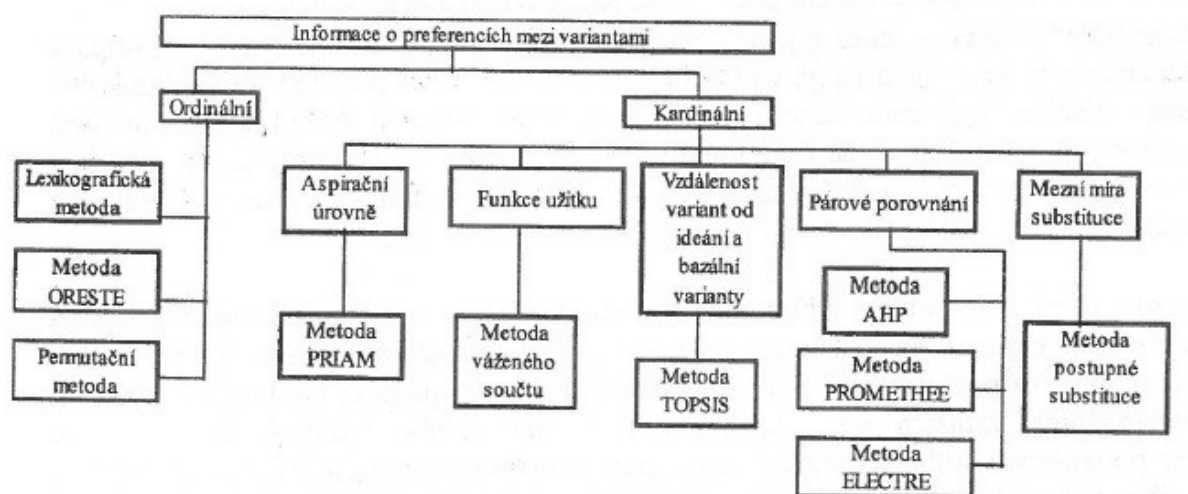 Informace o preferencích mezi variantami
Ordinální
Kardinální
Lexikografická
metoda
Metoda
ORESTE
Permutační
metoda
Aspirační
úrovně
Metoda
PRIAM
Funkce užitku
Metoda
váženého
součtu
Vzdálenost
variant od
ideání a
bazální
varianty
Metoda
TOPSIS
Párové porovnání
Metoda
AHP
Metoda
PROMETHEE
Metoda
ELECTRE
Mezní míra
substituce
Metoda
postupné
substituce